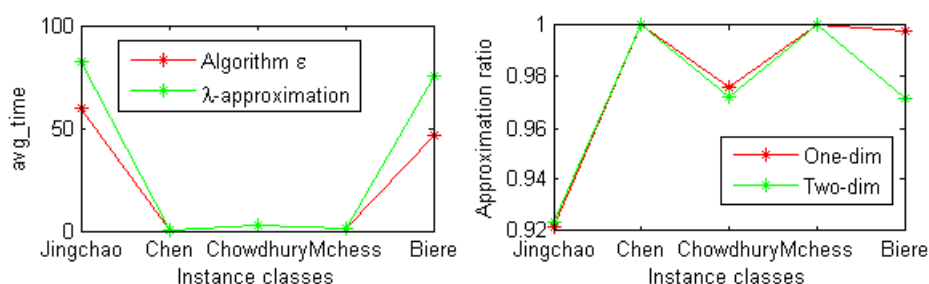 100
50
0
avg_time
Algorithm ε
λ-approximation
Jingchao Chen Chowdhury Mchess Biere
Instance classes
1
0.98
0.96
0.94
0.92
Approximation ratio
One-dim
Two-dim
Jingchao Chen Chowdhury Mchess Biere
Instance classes